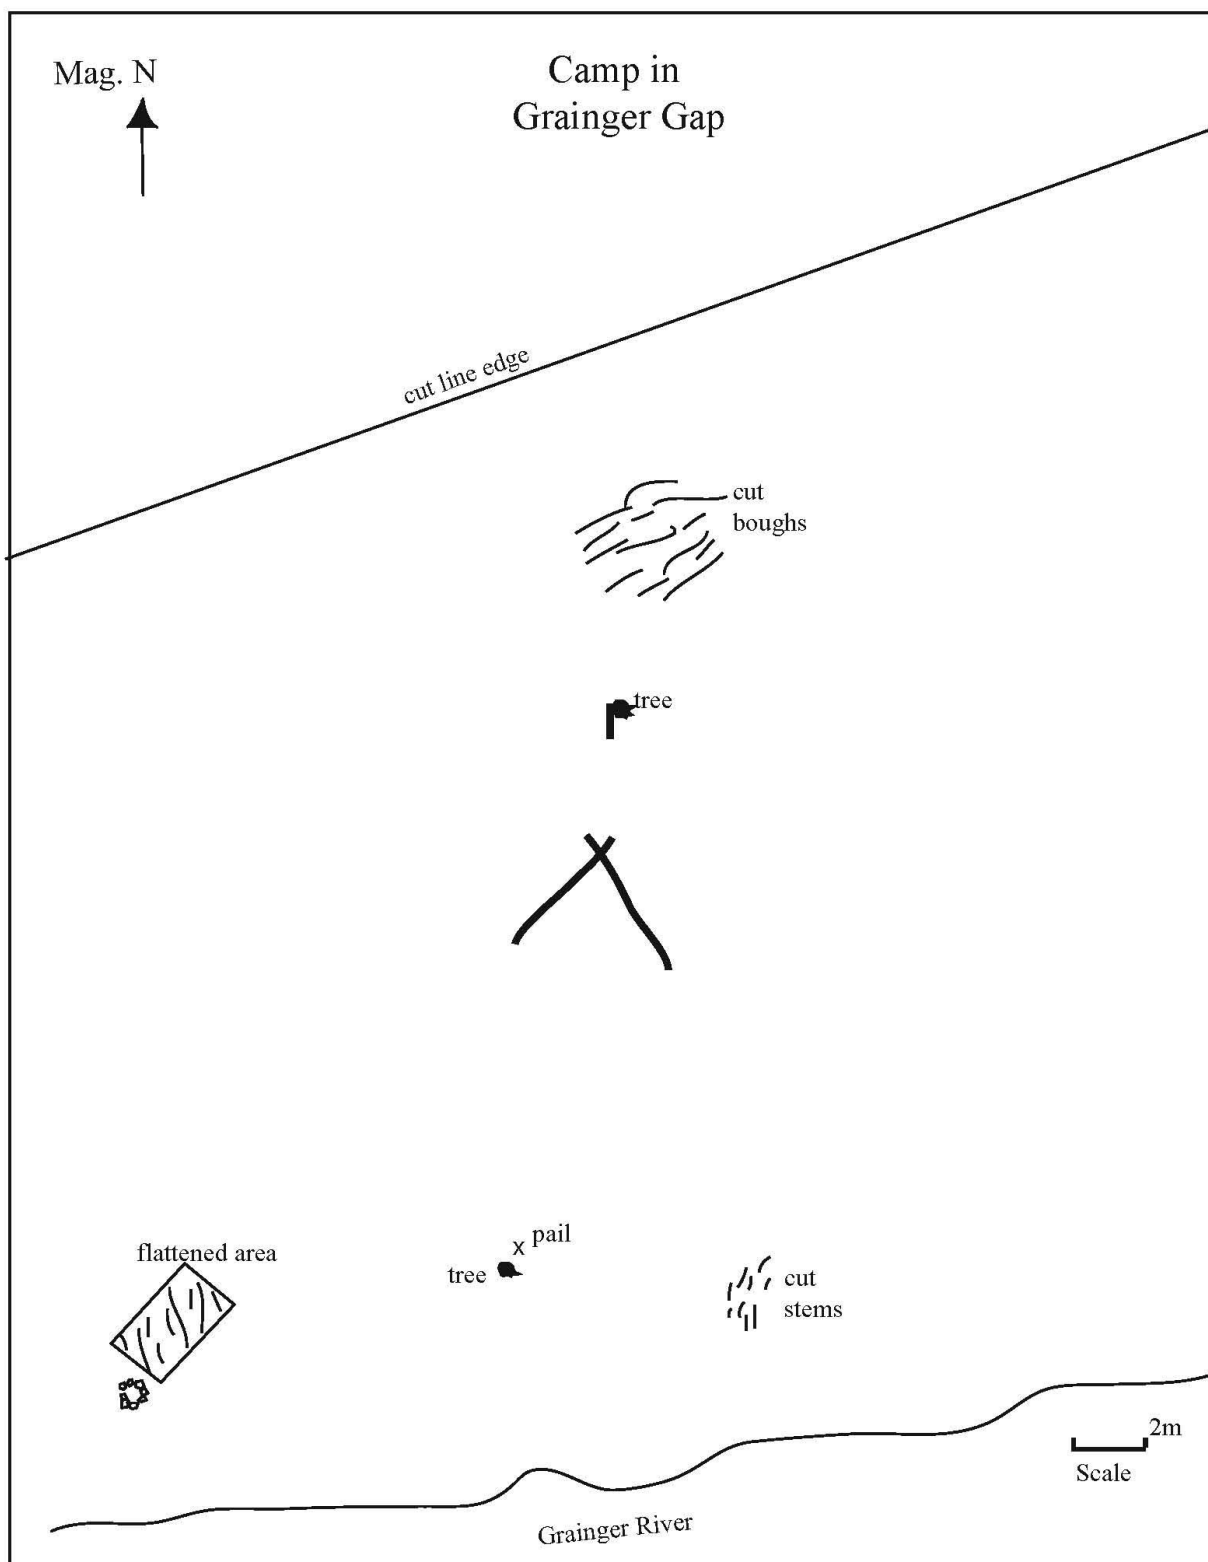 Mag. N
Camp in
Grainger Gap
cut line edge
cut
boughs
tree
pail
flattened area
tree
cut
stems
2m
Scale
Grainger River